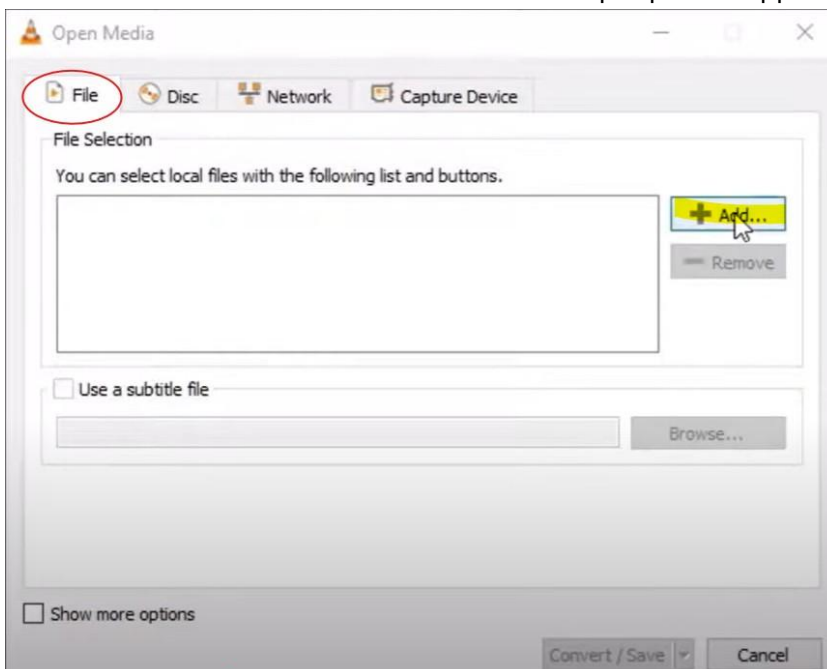 Open Media
File Disc Network Capture Device
File Selection
You can select local files with the following list and buttons.
Add...
Remove
Use a subtitle file
Browse...
Show more options
Convert / Save Cancel